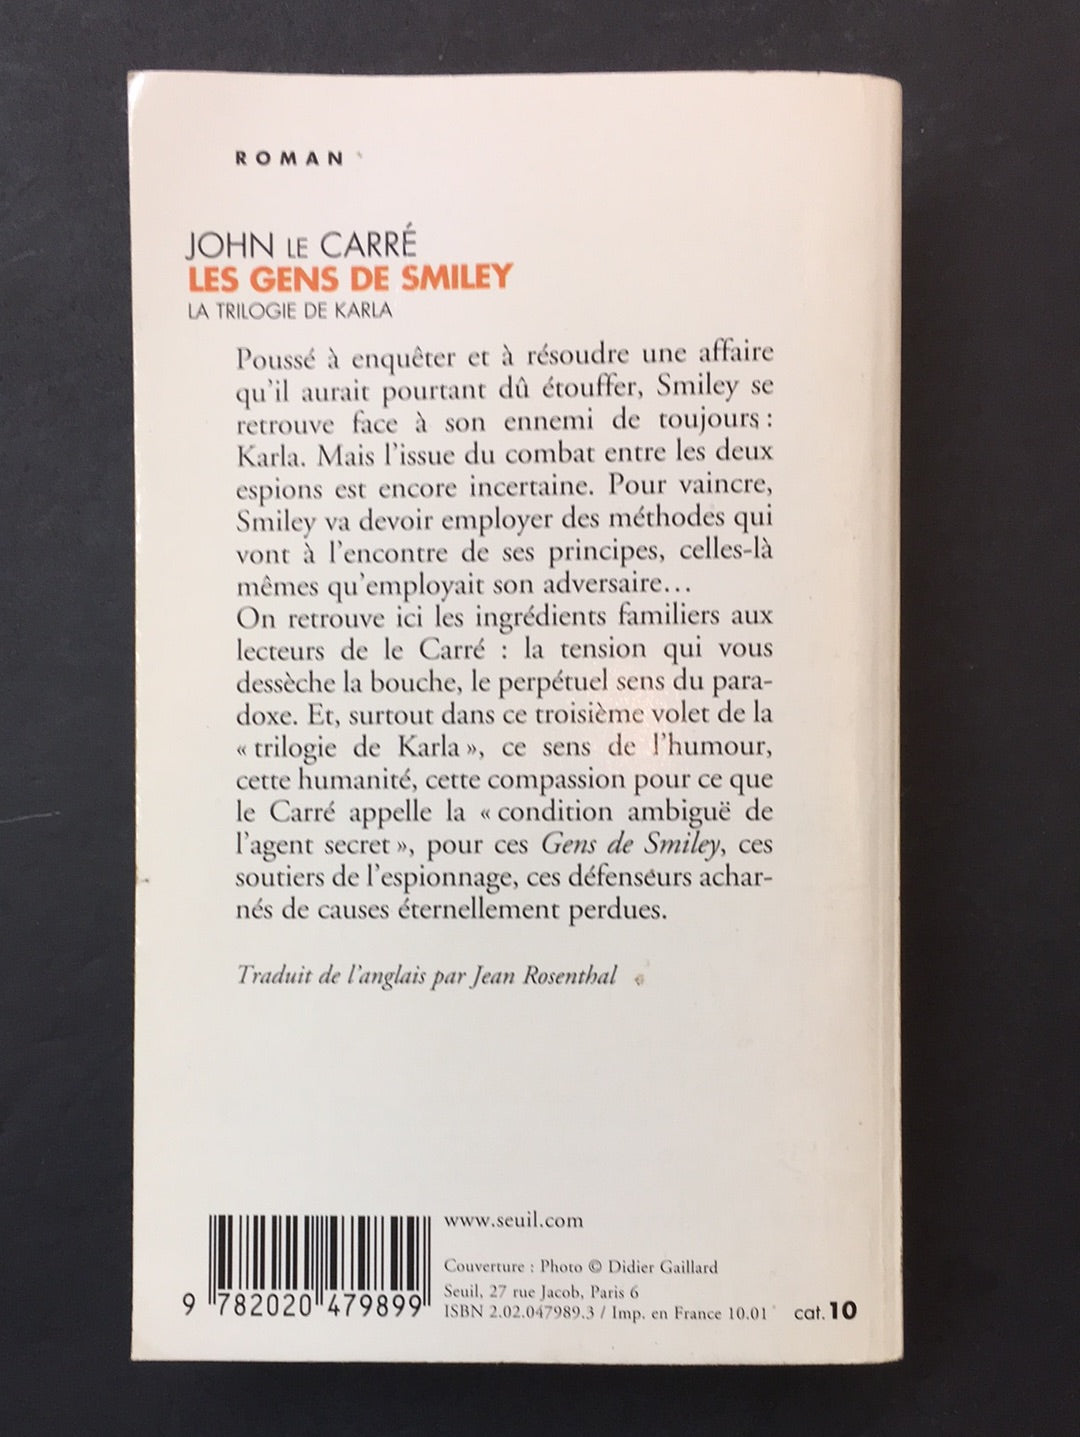 ROMAN
JOHN LE CARRÉ
LES GENS DE SMILEY
LA TRILOGIE DE KARLA
Poussé à enquêter et à résoudre une affaire
qu'il aurait pourtant dû étouffer, Smiley se
retrouve face à son ennemi de toujours :
Karla. Mais l'issue du combat entre les deux
espions est encore incertaine. Pour vaincre,
Smiley va devoir employer des méthodes qui
vont à l'encontre de ses principes, celles-là
mêmes qu'employait son adversaire...
On retrouve ici les ingrédients familiers aux
lecteurs de le Carré : la tension qui vous
dessèche la bouche, le perpétuel sens du para-
doxe. Et, surtout dans ce troisième volet de la
« trilogie de Karla », ce sens de l'humour,
cette humanité, cette compassion pour ce que
le Carré appelle la « condition ambiguë de
l'agent secret », pour ces Gens de Smiley, ces
soutiers de l'espionnage, ces défenseurs achar-
nés de causes éternellement perdues.
Traduit de l'anglais par Jean Rosenthal
www.seuil.com
Couverture : Photo © Didier Gaillard
Seuil, 27 rue Jacob, Paris 6
ISBN 2.02.047989.3 / Imp. en France 10.01 cat. 10
9 782020 479899